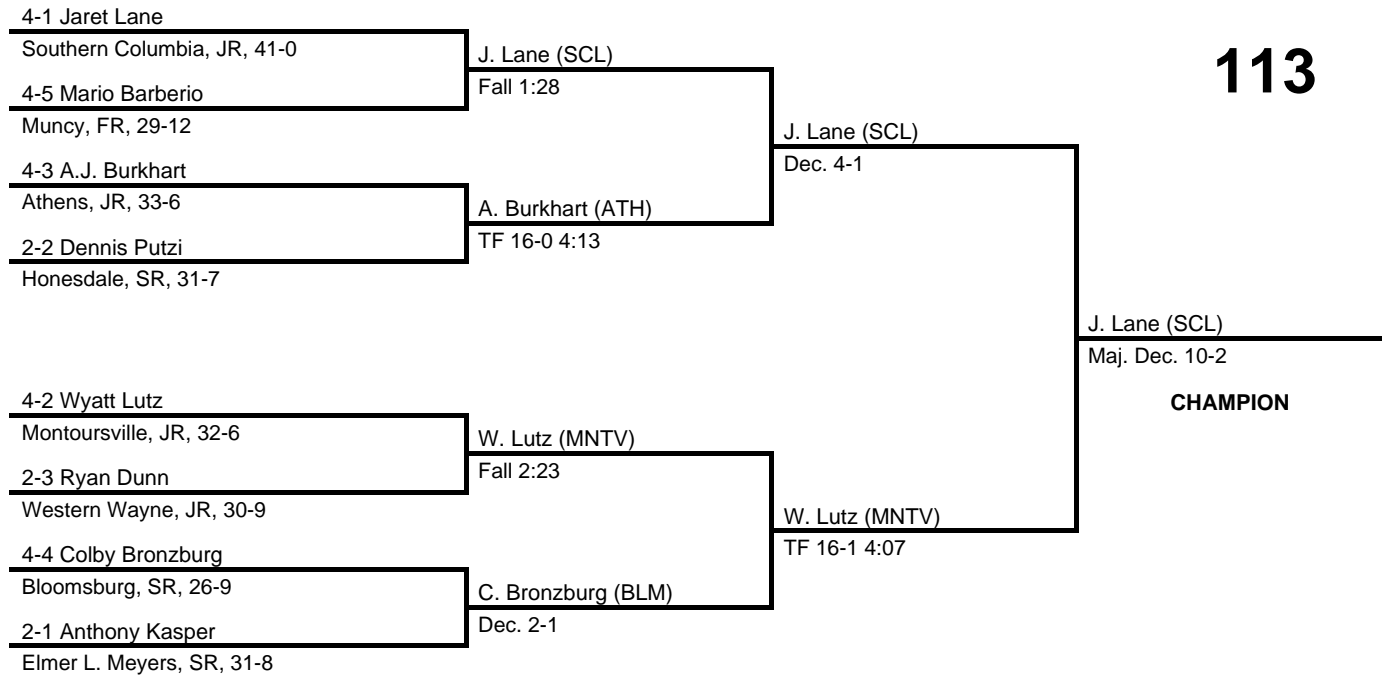 4-1 Jaret Lane
Southern Columbia, JR, 41-0
4-5 Mario Barberio
Muncy, FR, 29-12
4-3 A.J. Burkhart
Athens, JR, 33-6
2-2 Dennis Putzi
Honesdale, SR, 31-7
4-2 Wyatt Lutz
Montoursville, JR, 32-6
2-3 Ryan Dunn
Western Wayne, JR, 30-9
4-4 Colby Bronzburg
Bloomsburg, SR, 26-9
2-1 Anthony Kasper
Elmer L. Meyers, SR, 31-8
J. Lane (SCL)
Fall 1:28
A. Burkhart (ATH)
TF 16-0 4:13
W. Lutz (MNTV)
Fall 2:23
C. Bronzburg (BLM)
Dec. 2-1
J. Lane (SCL)
Dec. 4-1
W. Lutz (MNTV)
TF 16-1 4:07
113
J. Lane (SCL)
Maj. Dec. 10-2
CHAMPION